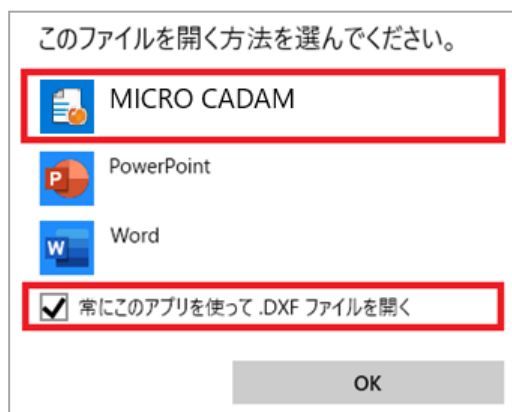 このファイルを開く方法を選んでください。
MICRO CADAM
P
PowerPoint
W
Word
常にこのアプリを使って .DXF ファイルを開く
OK